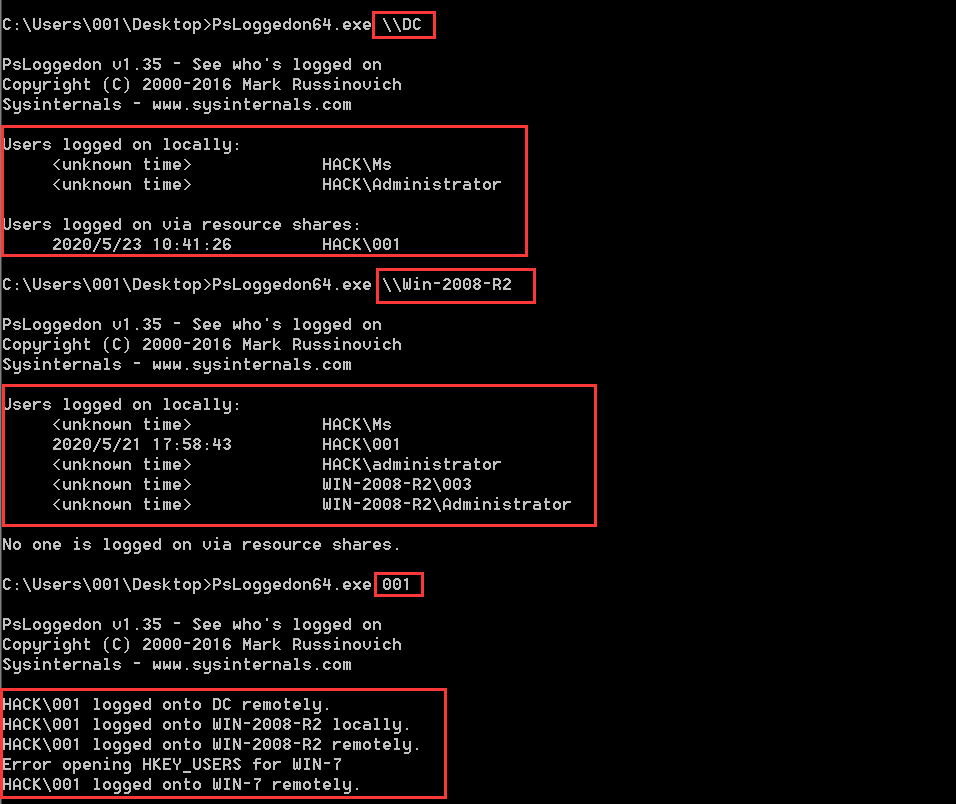 C:\Users\001\Desktop>PsLoggedon64.exe \\DC
PsLoggedon v1.35 - See who's logged on
Copyright (C) 2000-2016 Mark Russinovich
Sysinternals - www.sysinternals.com
Users logged on locally:
<unknown time> HACK\Ms
<unknown time> HACK\Administrator
Users logged on via resource shares:
2020/5/23 10:41:26 HACK\001
C:\Users\001\Desktop>PsLoggedon64.exe \\Win-2008-R2
PsLoggedon v1.35 - See who's logged on
Copyright (C) 2000-2016 Mark Russinovich
Sysinternals - www.sysinternals.com
Users logged on locally:
<unknown time> HACK\Ms
2020/5/21 17:58:43 HACK\001
<unknown time> HACK\administrator
<unknown time> WIN-2008-R2\003
<unknown time> WIN-2008-R2\Administrator
No one is logged on via resource shares.
C:\Users\001\Desktop>PsLoggedon64.exe 001
PsLoggedon v1.35 - See who's logged on
Copyright (C) 2000-2016 Mark Russinovich
Sysinternals - www.sysinternals.com
HACK\001 logged onto DC remotely.
HACK\001 logged onto WIN-2008-R2 locally.
HACK\001 logged onto WIN-2008-R2 remotely.
Error opening HKEY_USERS for WIN-7
HACK\001 logged onto WIN-7 remotely.